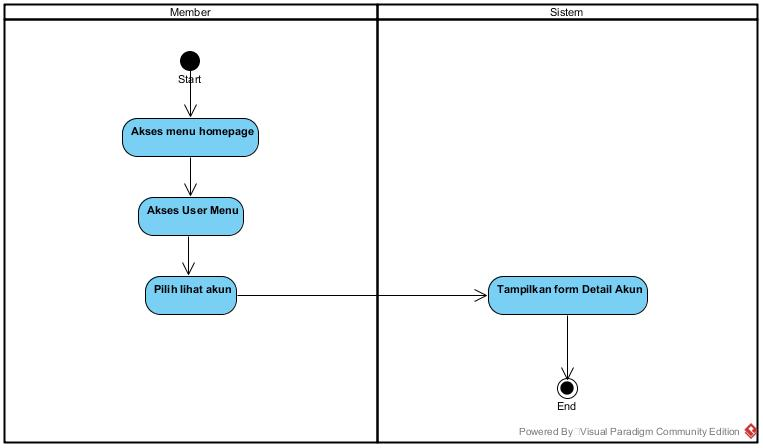 Member
Sistem
Start
Akses menu homepage
Akses User Menu
Pilih lihat akun
Tampilkan form Detail Akun
End
Powered By Visual Paradigm Community Edition